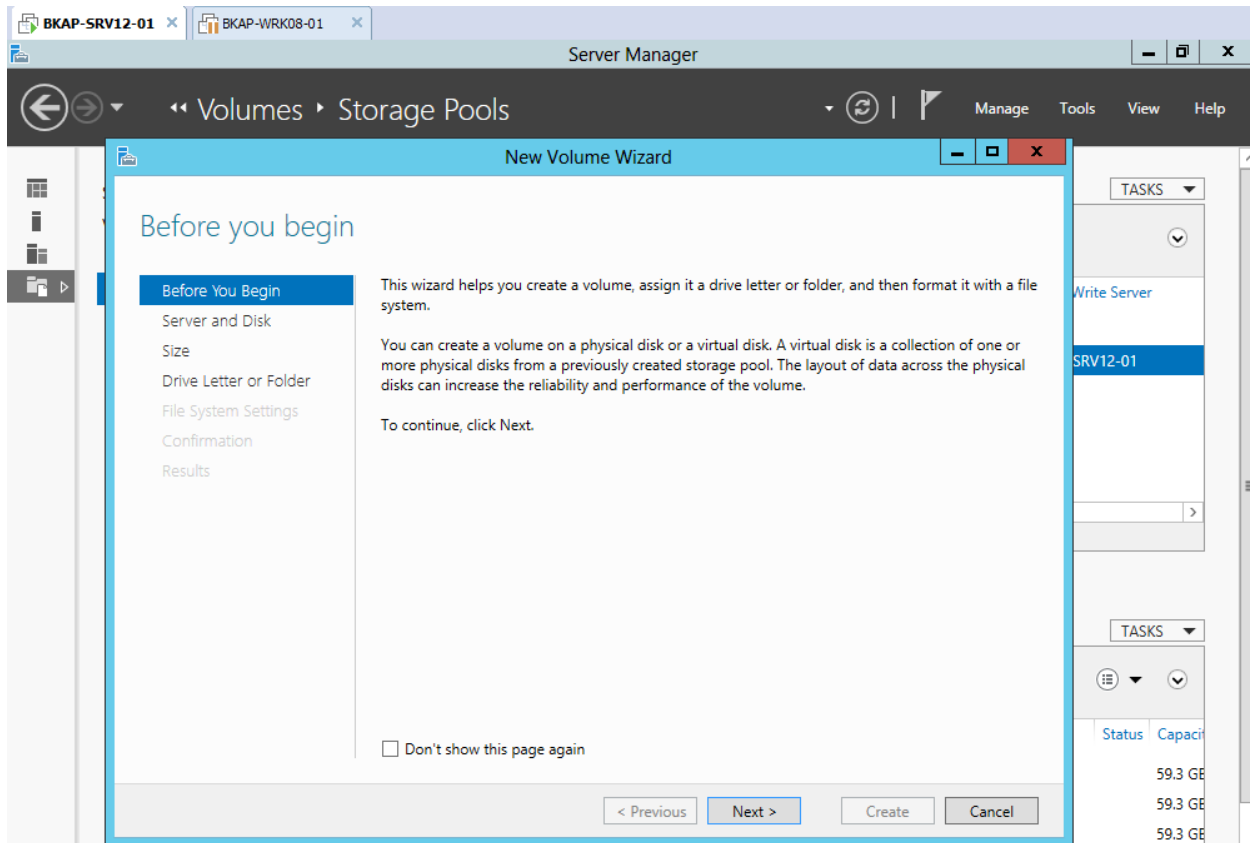 BKAP-SRV12-01 BKAP-WRK08-01
Server Manager
Volumes Storage Pools Manage Tools View Help
New Volume Wizard
TASKS
Before you begin
Before You Begin
Server and Disk
Size
Drive Letter or Folder
File System Settings
Confirmation
Results
This wizard helps you create a volume, assign it a drive letter or folder, and then format it with a file
system.
You can create a volume on a physical disk or a virtual disk. A virtual disk is a collection of one or
more physical disks from a previously created storage pool. The layout of data across the physical
disks can increase the reliability and performance of the volume.
To continue, click Next.
Don't show this page again
< Previous Next > Create Cancel
Write Server
SRV12-01
TASKS
Status Capacit
59.3 GB
59.3 GB
59.3 GB